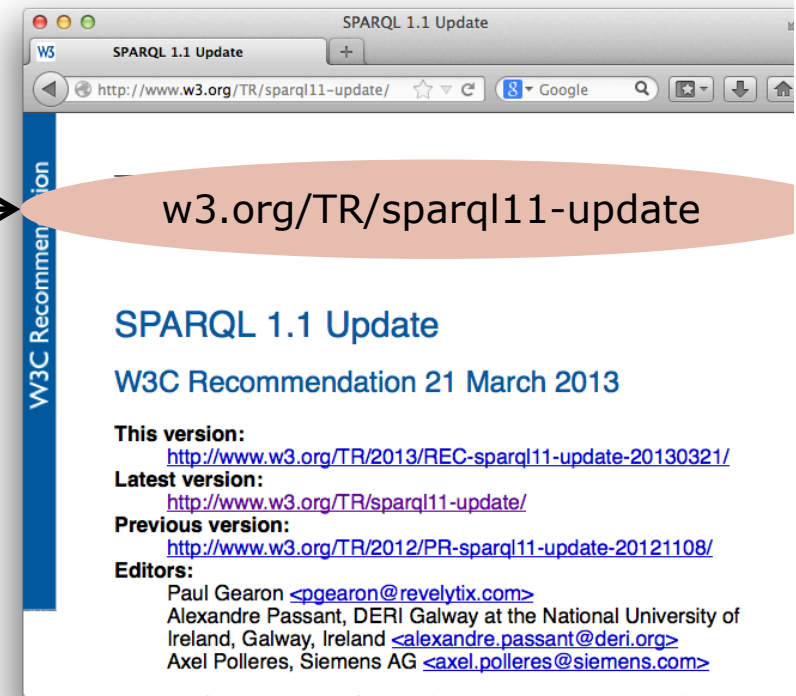 SPARQL 1.1 Update
W3 SPARQL 1.1 Update +
http://www.w3.org/TR/sparql11-update/ 8 Google
w3.org/TR/sparql11-update
W3C Recommendation
SPARQL 1.1 Update
W3C Recommendation 21 March 2013
This version:
http://www.w3.org/TR/2013/REC-sparql11-update-20130321/
Latest version:
http://www.w3.org/TR/sparql11-update/
Previous version:
http://www.w3.org/TR/2012/PR-sparql11-update-20121108/
Editors:
Paul Gearon <pgearon@revelytix.com>
Alexandre Passant, DERI Galway at the National University of
Ireland, Galway, Ireland <alexandre.passant@deri.org>
Axel Polleres, Siemens AG <axel.polleres@siemens.com>